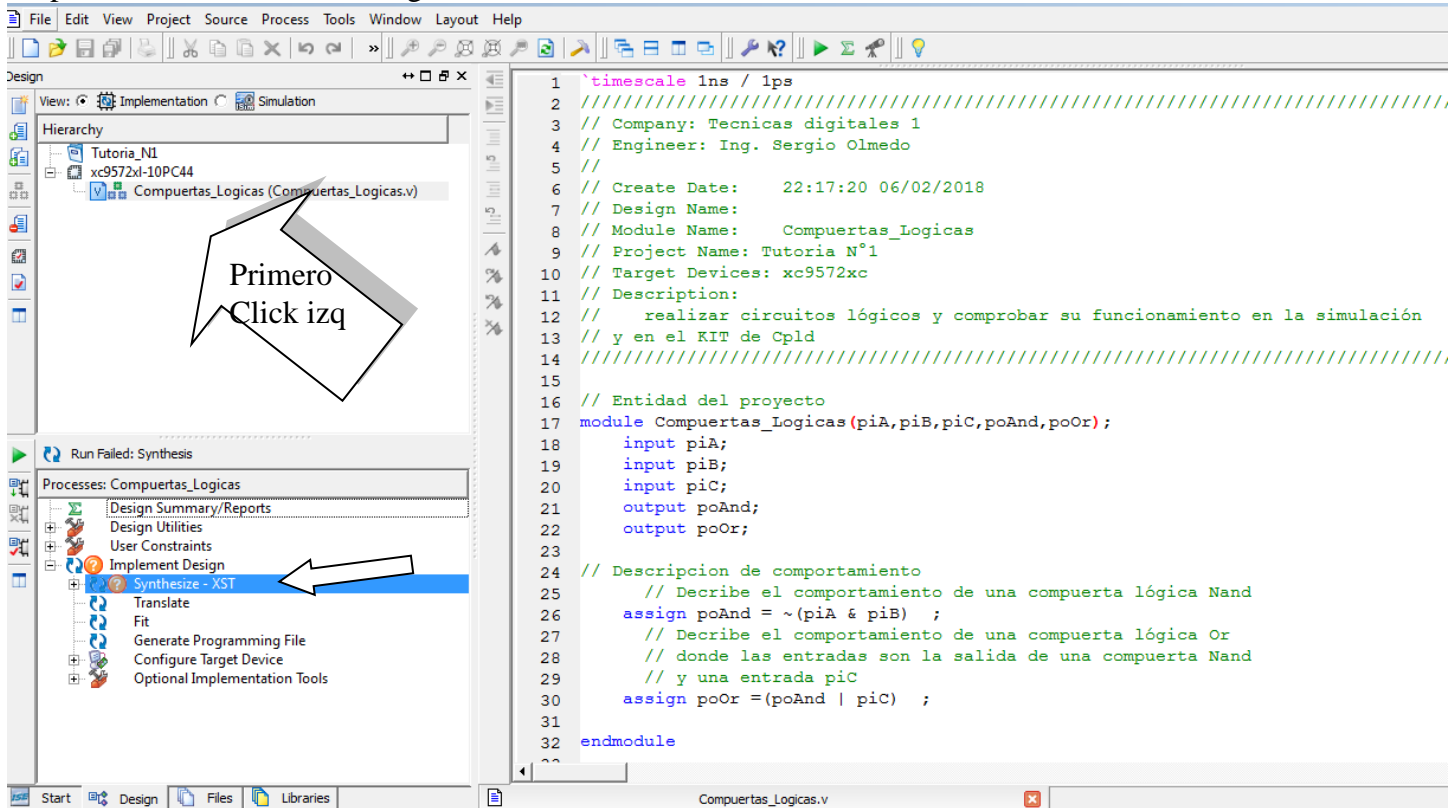 File Edit View Project Source Process Tools Window Layout Help
Design
View: Implementation Simulation
Hierarchy
Tutoria_N1
xc9572xl-10PC44
Compuertas_Logicas (Compuertas_Logicas.v)
Primero
Click izq
Run Failed: Synthesis
Processes: Compuertas_Logicas
Design Summary/Reports
Design Utilities
User Constraints
Implement Design
Synthesize - XST
Translate
Fit
Generate Programming File
Configure Target Device
Optional Implementation Tools
Start Design Files Libraries
1 `timescale 1ns / 1ps
2 //////////////////////////////////////////////////////////////////////////////////
3 // Company: Tecnicas digitales 1
4 // Engineer: Ing. Sergio Olmedo
5 //
6 // Create Date: 22:17:20 06/02/2018
7 // Design Name:
8 // Module Name: Compuertas_Logicas
9 // Project Name: Tutoria N°1
10 // Target Devices: xc9572xc
11 // Description:
12 // realizar circuitos lógicos y comprobar su funcionamiento en la simulación
13 // y en el KIT de Cpld
14 //////////////////////////////////////////////////////////////////////////////////
15
16 // Entidad del proyecto
17 module Compuertas_Logicas(piA,piB,piC,poAnd,poOr);
18 input piA;
19 input piB;
20 input piC;
21 output poAnd;
22 output poOr;
23
24 // Descripcion de comportamiento
25 // Decribe el comportamiento de una compuerta lógica Nand
26 assign poAnd = ~(piA & piB) ;
27 // Decribe el comportamiento de una compuerta lógica Or
28 // donde las entradas son la salida de una compuerta Nand
29 // y una entrada piC
30 assign poOr =(poAnd | piC) ;
31
32 endmodule
Compuertas_Logicas.v